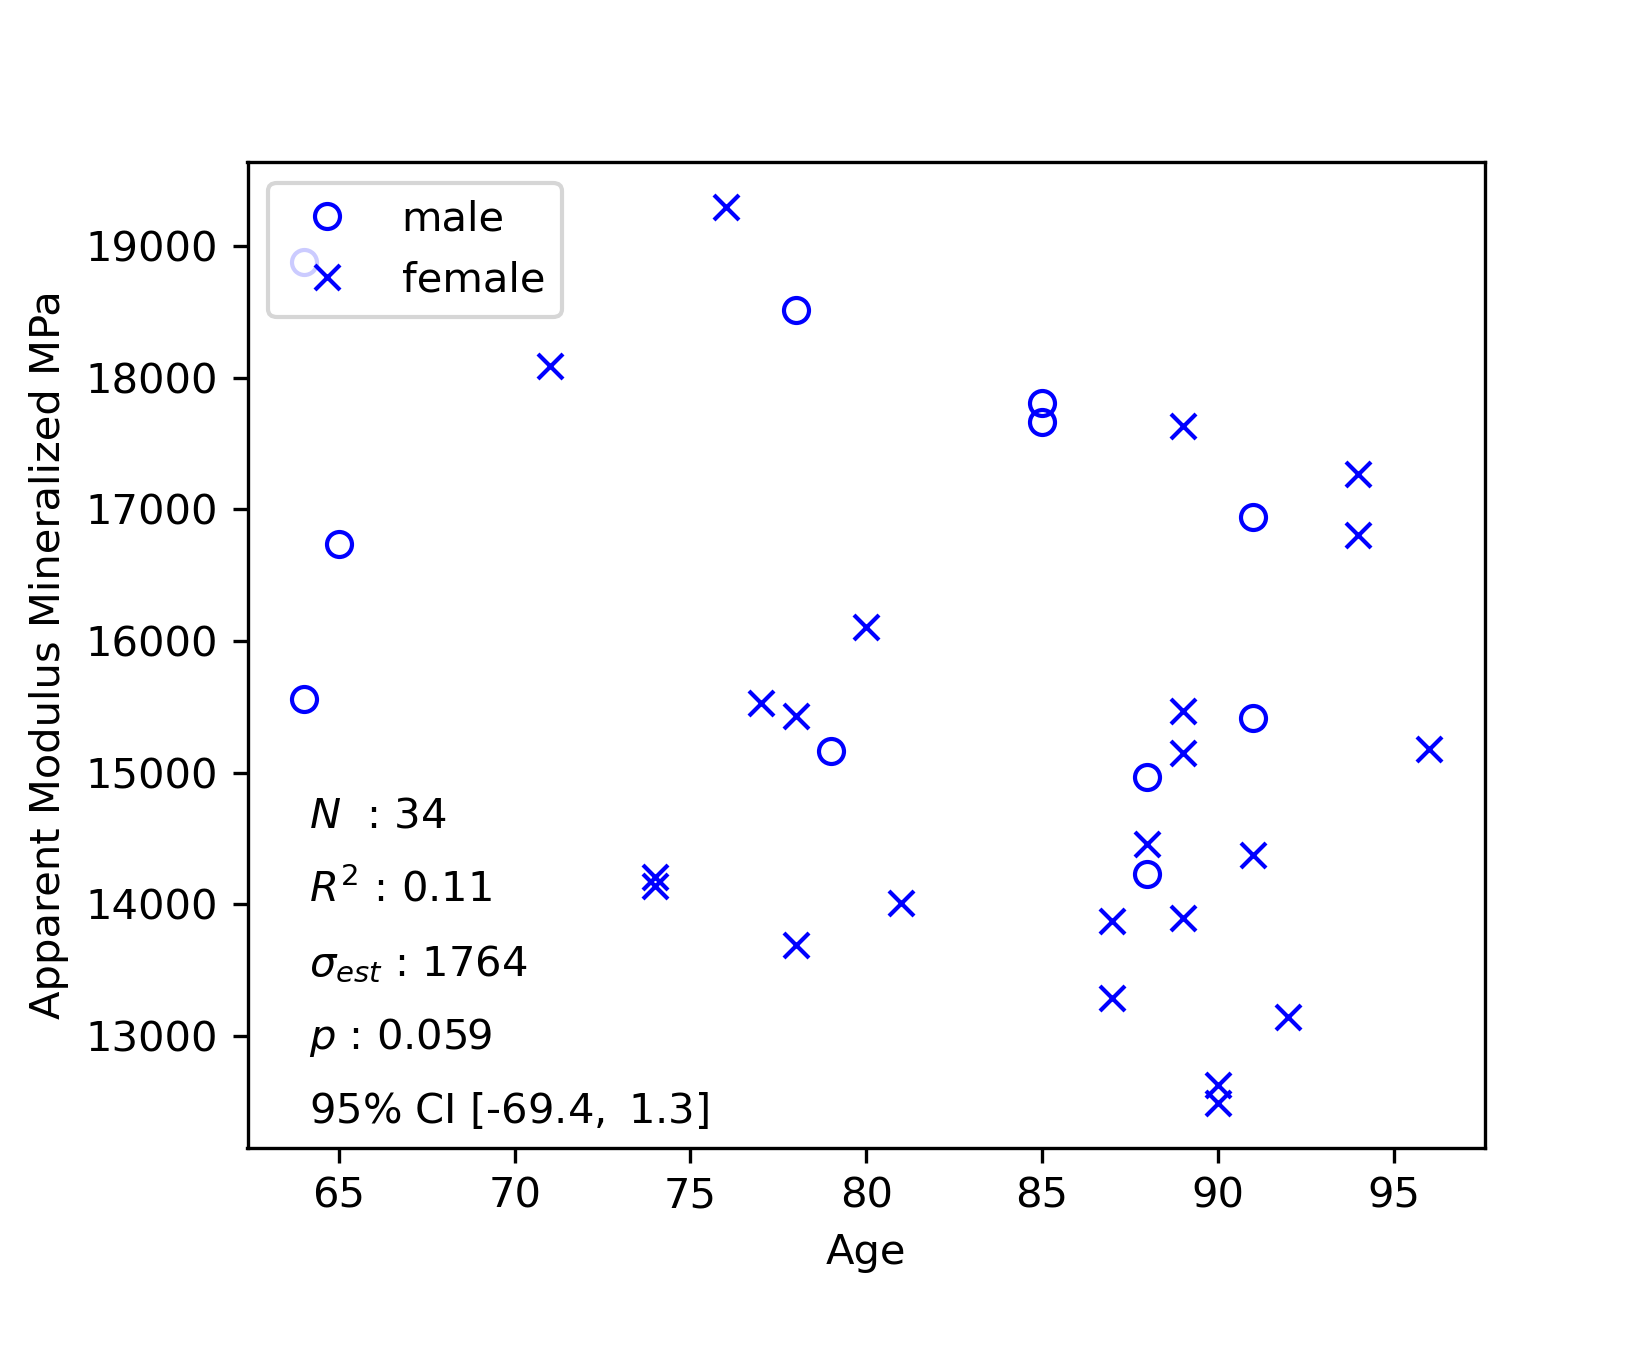 male
female
19000
18000
17000
16000
15000
14000
13000
Apparent Modulus Mineralized MPa
N : 34
R² : 0.11
σest : 1764
p : 0.059
95% CI [-69.4, 1.3]
65 70 75 80 85 90 95
Age